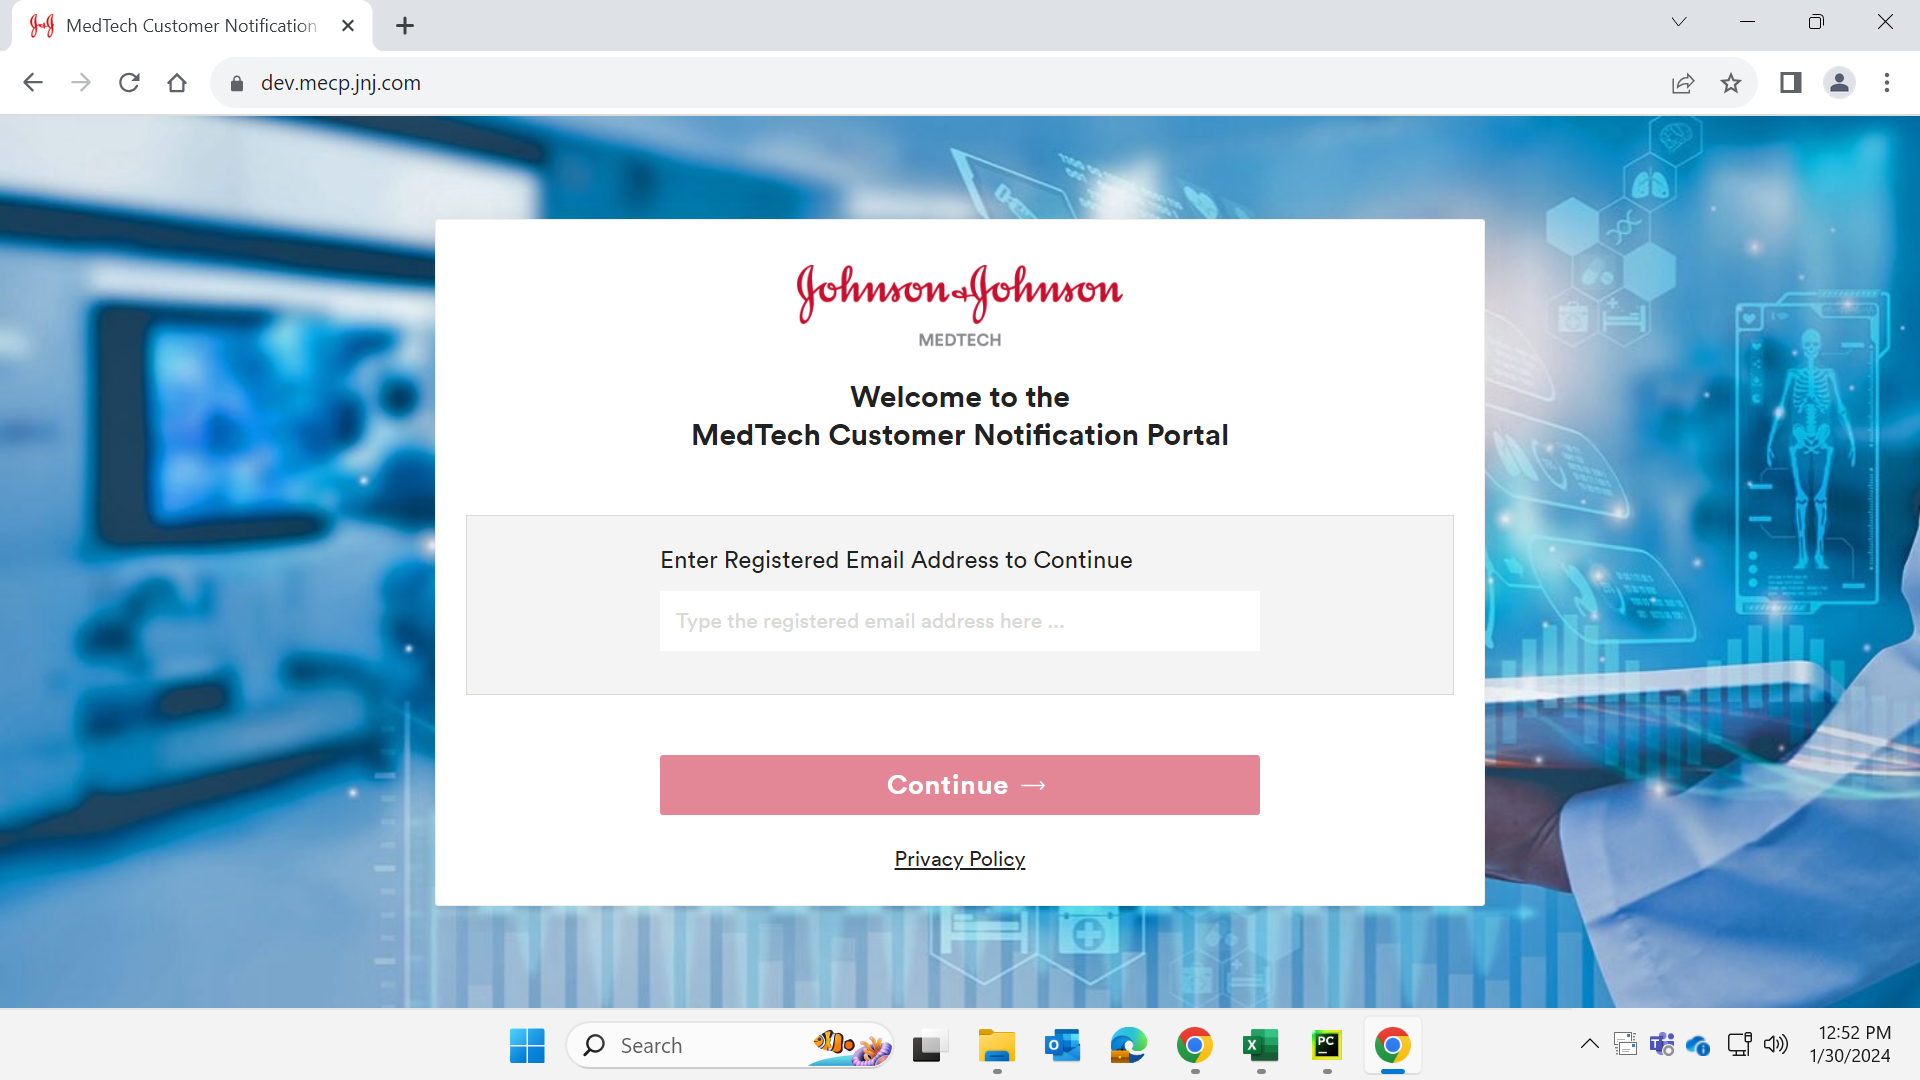 MedTech Customer Notification
dev.mecp.jnj.com
Johnson & Johnson
MEDTECH
Welcome to the
MedTech Customer Notification Portal
Enter Registered Email Address to Continue
Type the registered email address here ...
Continue →
Privacy Policy
Search
12:52 PM
1/30/2024